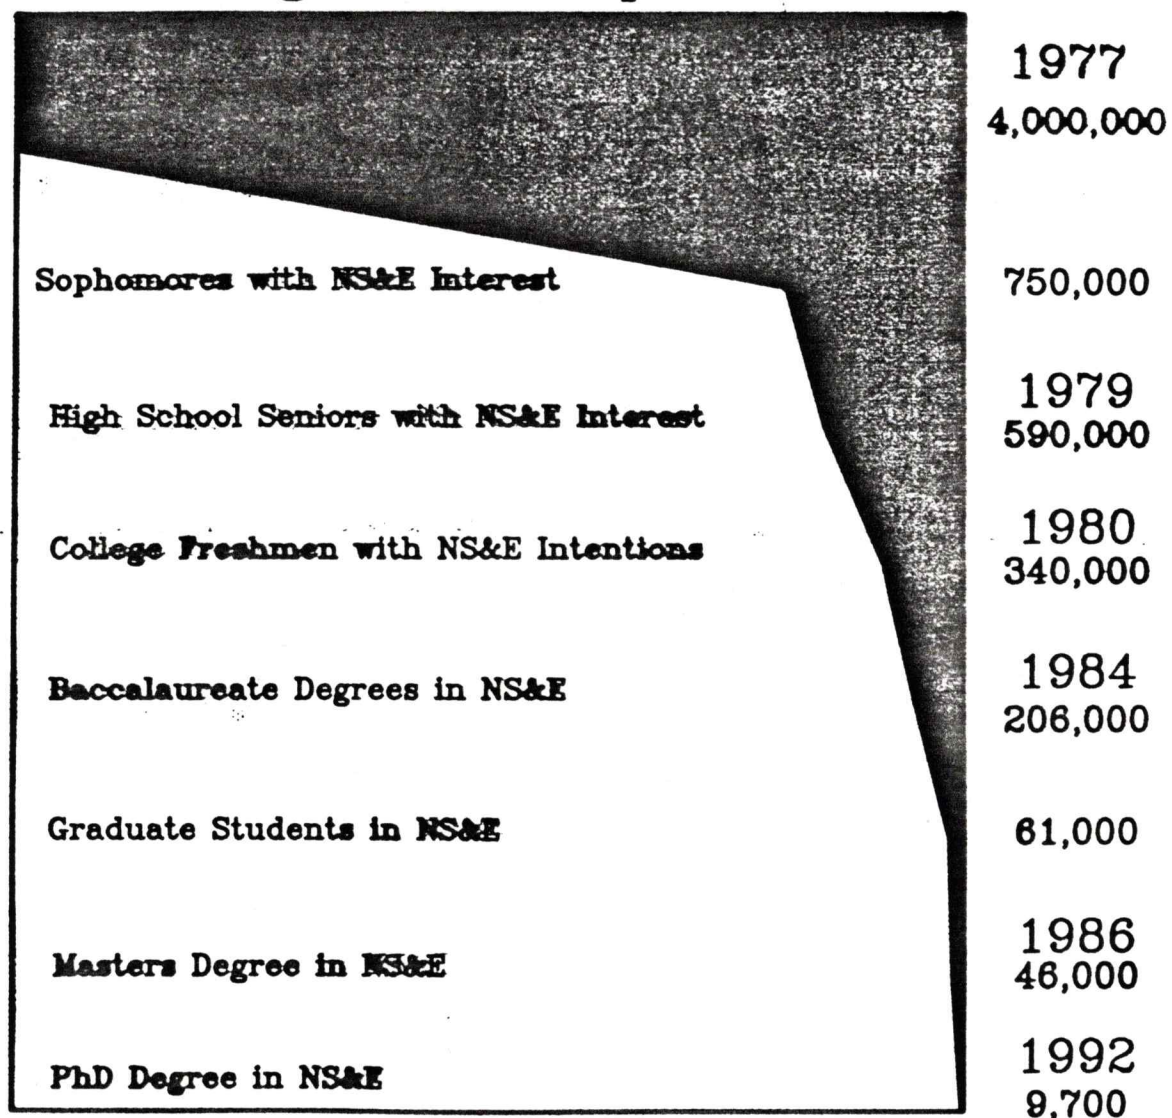 1977
4,000,000
Sophomores with NS&E Interest 750,000
1979
High School Seniors with NS&E Interest 590,000
1980
College Freshmen with NS&E Intentions 340,000
1984
Baccalaureate Degrees in NS&E 206,000
Graduate Students in NS&E 61,000
1986
Masters Degree in NS&E 46,000
1992
PhD Degree in NS&E 9,700